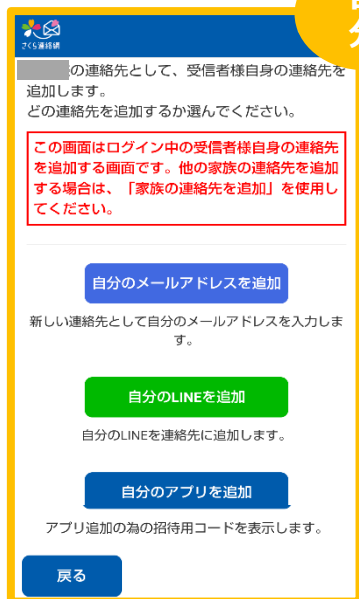 さくら連絡網
の連絡先として、受信者様自身の連絡先を
追加します。
どの連絡先を追加するか選んでください。
この画面はログイン中の受信者様自身の連絡先
を追加する画面です。他の家族の連絡先を追加
する場合は、「家族の連絡先を追加」を使用し
てください。
自分のメールアドレスを追加
新しい連絡先として自分のメールアドレスを入力しま
す。
自分のLINEを追加
自分のLINEを連絡先に追加します。
自分のアプリを追加
アプリ追加の為の招待用コードを表示します。
戻る